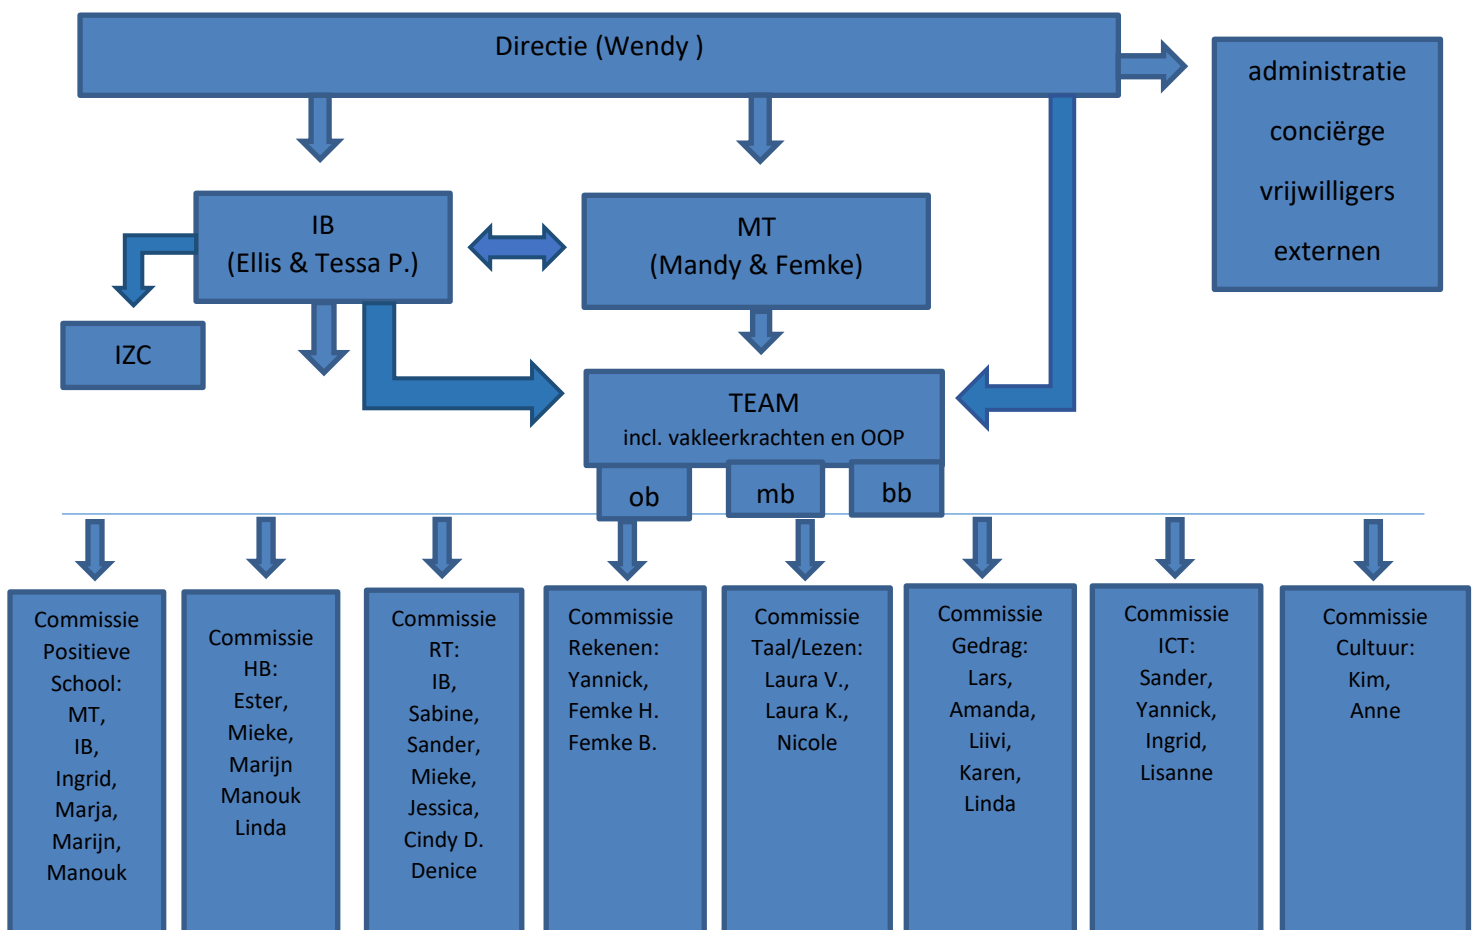 Directie (Wendy )
administratie
conciërge
vrijwilligers
externen
IB
(Ellis & Tessa P.)
MT
(Mandy & Femke)
IZC
TEAM
incl. vakleerkrachten en OOP
ob
mb
bb
Commissie
Positieve
School:
MT,
IB,
Ingrid,
Marja,
Marijn,
Manouk
Commissie
HB:
Ester,
Mieke,
Marijn
Manouk
Linda
Commissie
RT:
IB,
Sabine,
Sander,
Mieke,
Jessica,
Cindy D.
Denice
Commissie
Rekenen:
Yannick,
Femke H.
Femke B.
Commissie
Taal/Lezen:
Laura V.,
Laura K.,
Nicole
Commissie
Gedrag:
Lars,
Amanda,
Liivi,
Karen,
Linda
Commissie
ICT:
Sander,
Yannick,
Ingrid,
Lisanne
Commissie
Cultuur:
Kim,
Anne